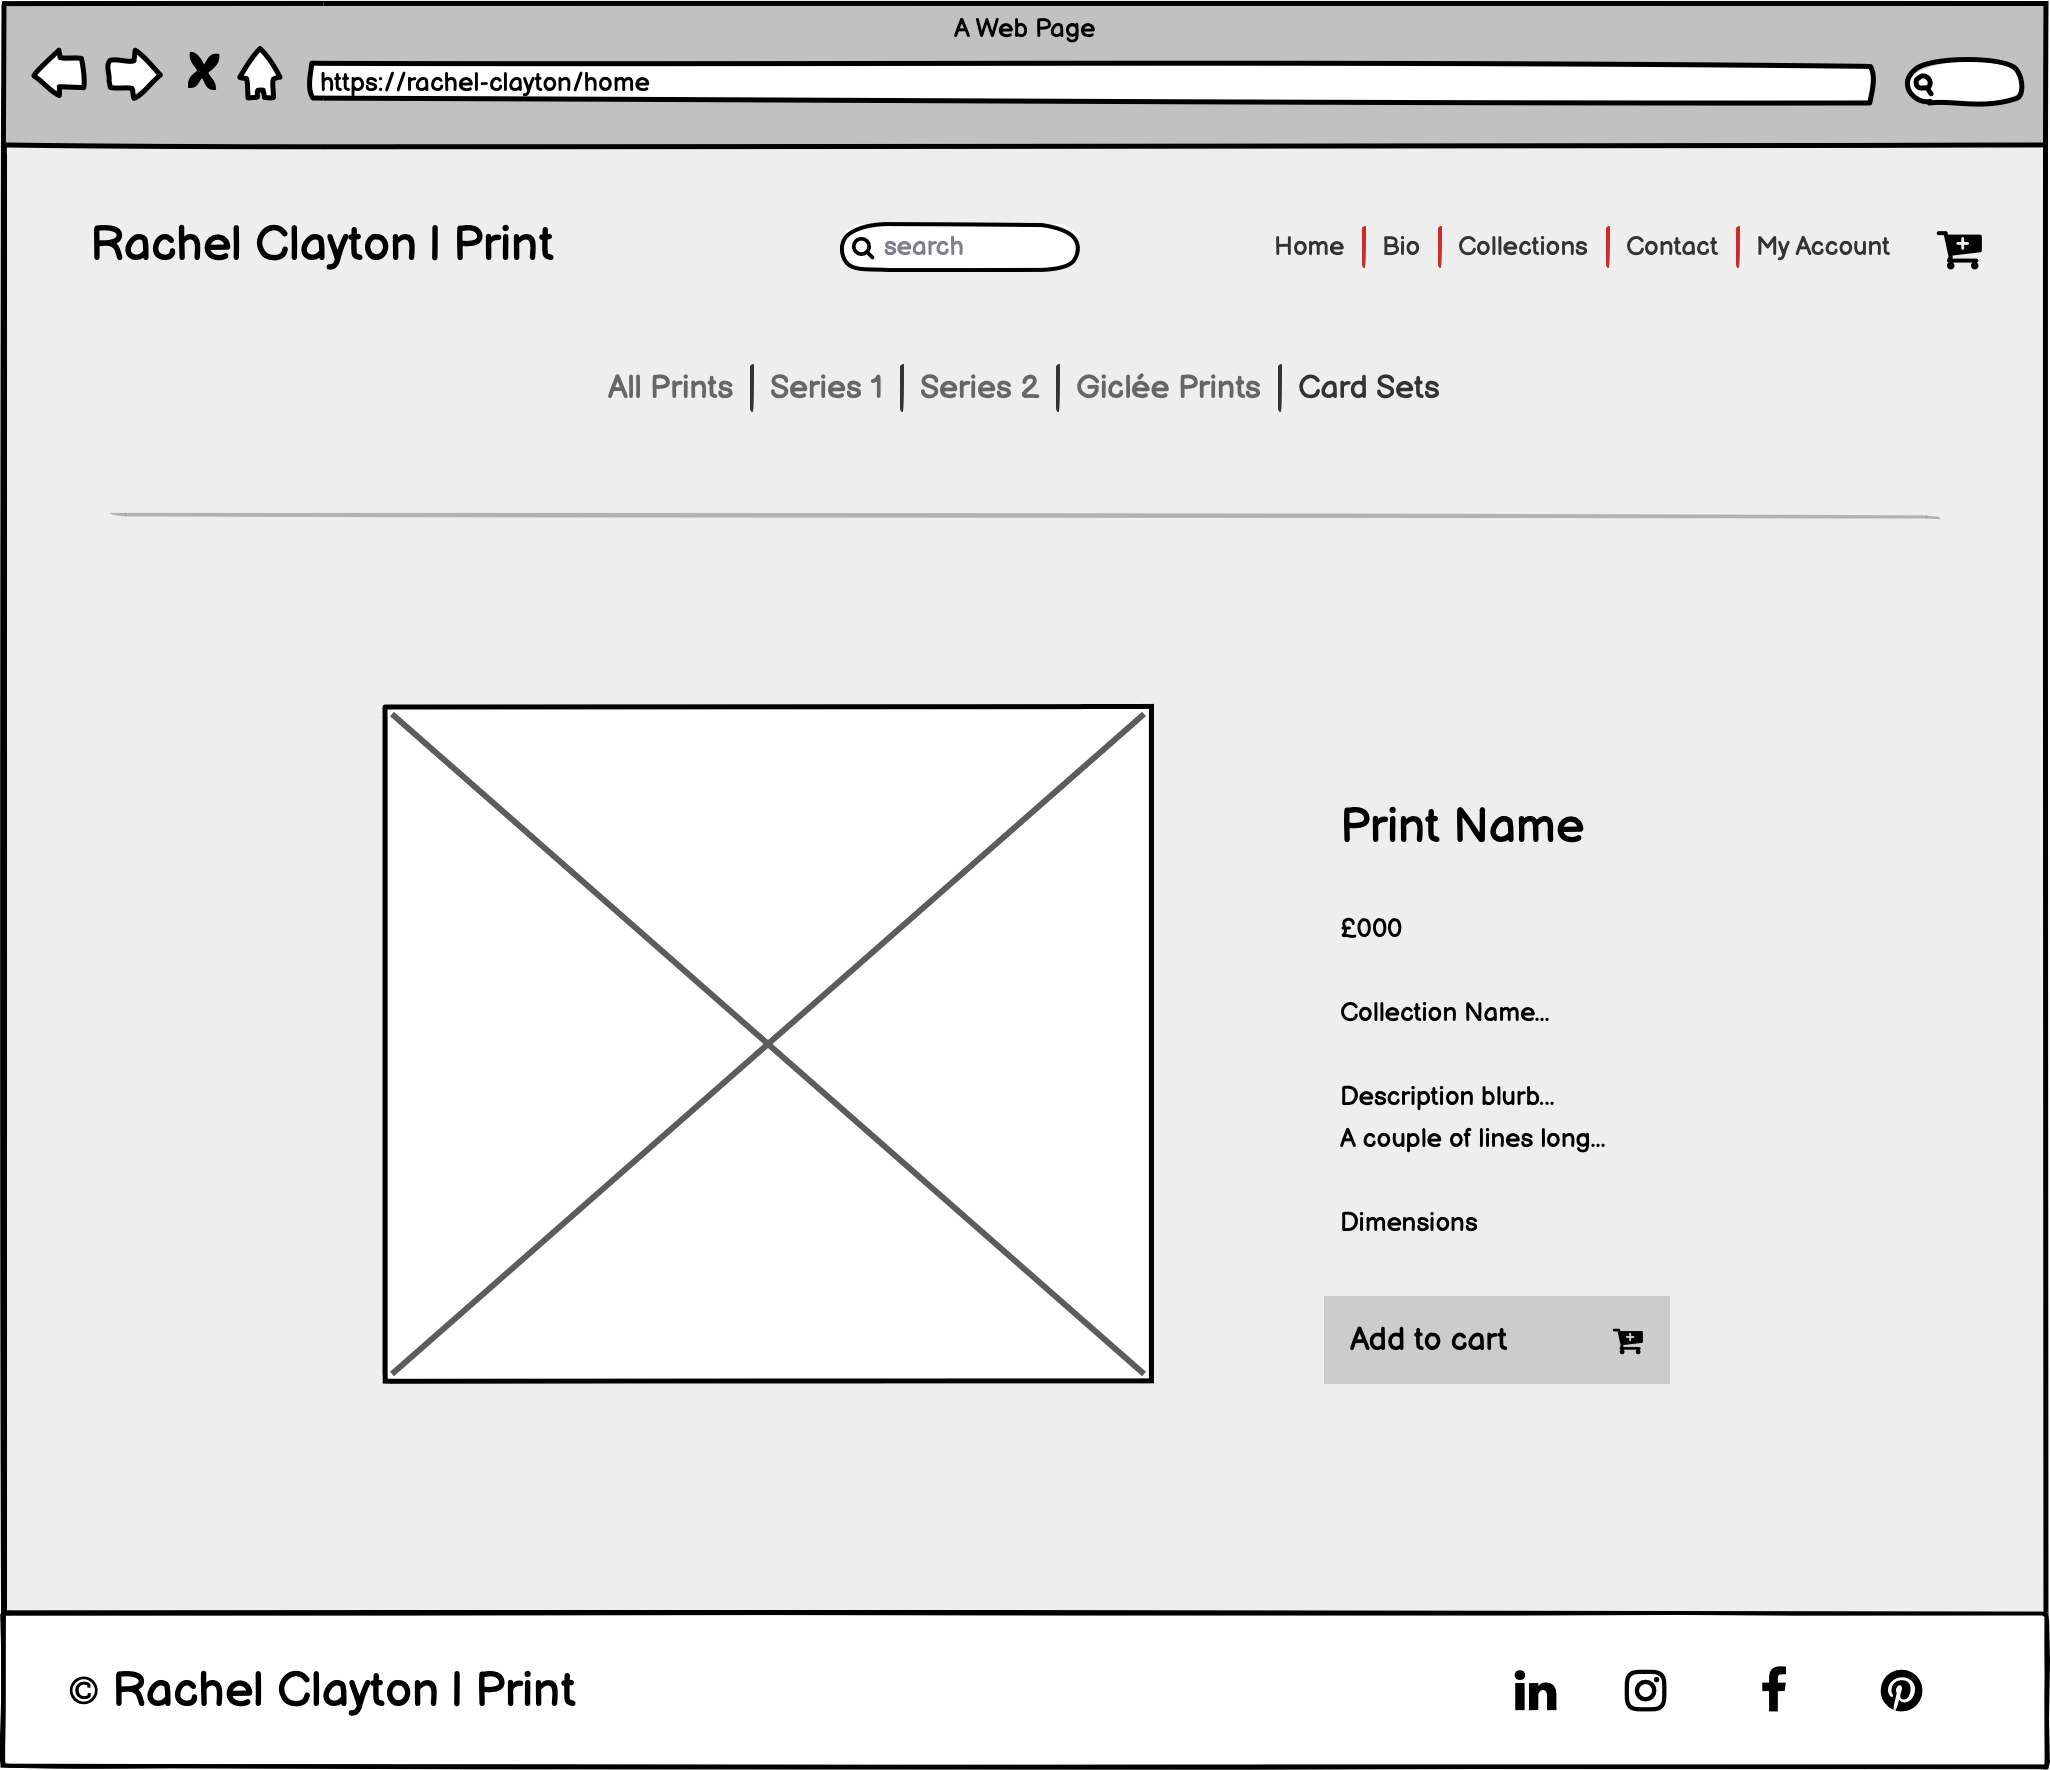 A Web Page
https://rachel-clayton/home
Rachel Clayton | Print
search
Home | Bio | Collections | Contact | My Account
All Prints | Series 1 | Series 2 | Giclée Prints | Card Sets
Print Name
£000
Collection Name...
Description blurb...
A couple of lines long...
Dimensions
Add to cart
© Rachel Clayton | Print